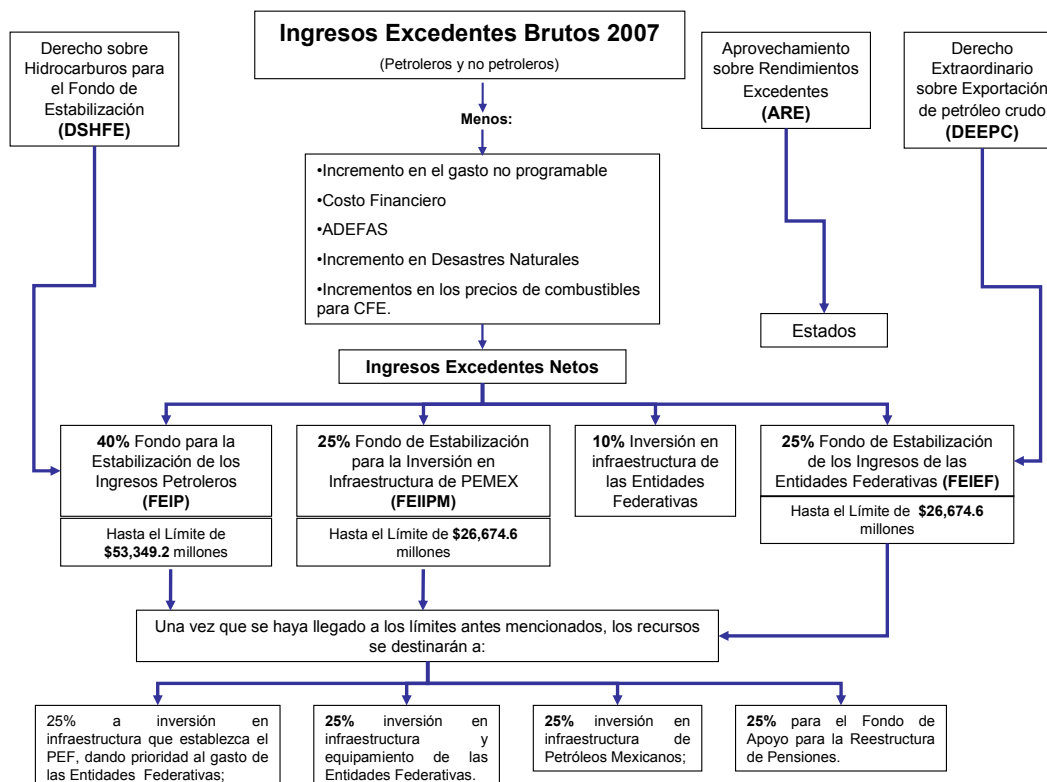 Derecho sobre
Hidrocarburos para
el Fondo de
Estabilización
(DSHFE)
Ingresos Excedentes Brutos 2007
(Petroleros y no petroleros)
Aprovechamiento
sobre Rendimientos
Excedentes
(ARE)
Derecho
Extraordinario
sobre Exportación
de petróleo crudo
(DEEPC)
Menos:
•Incremento en el gasto no programable
•Costo Financiero
•ADEFAS
•Incremento en Desastres Naturales
•Incrementos en los precios de combustibles
para CFE.
Estados
Ingresos Excedentes Netos
40% Fondo para la
Estabilización de los
Ingresos Petroleros
(FEIP)
Hasta el Límite de
$53,349.2 millones
25% Fondo de Estabilización
para la Inversión en
Infraestructura de PEMEX
(FEIIPM)
Hasta el Límite de $26,674.6
millones
10% Inversión en
infraestructura de
las Entidades
Federativas
25% Fondo de Estabilización
de los Ingresos de las
Entidades Federativas (FEIEF)
Hasta el Límite de $26,674.6
millones
Una vez que se haya llegado a los límites antes mencionados, los recursos
se destinarán a:
25% a inversión en
infraestructura que establezca el
PEF, dando prioridad al gasto de
las Entidades Federativas;
25% inversión en
infraestructura y
equipamiento de las
Entidades Federativas.
25% inversión en
infraestructura de
Petróleos Mexicanos;
25% para el Fondo de
Apoyo para la Reestructura
de Pensiones.